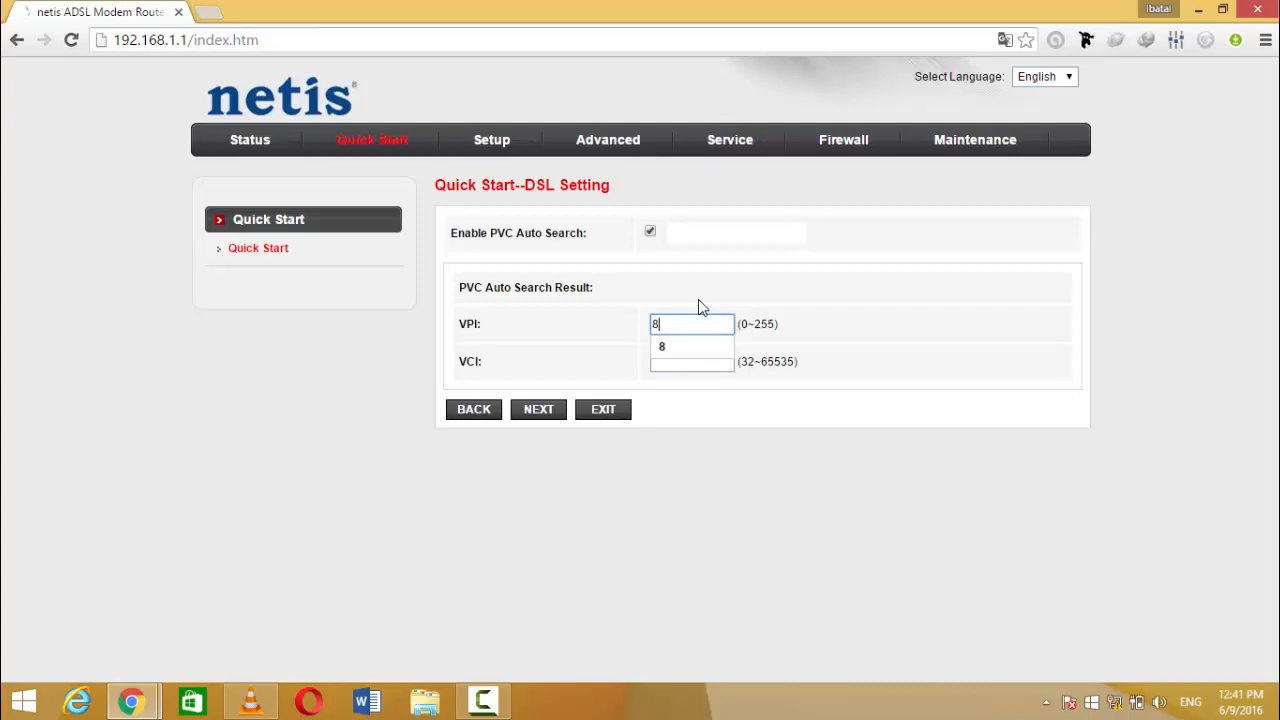 netis ADSL Modem Route
ibatal
192.168.1.1/index.htm
Select Language: English
netis®
Status Quick Start Setup Advanced Service Firewall Maintenance
Quick Start
Quick Start
Quick Start--DSL Setting
Enable PVC Auto Search:
PVC Auto Search Result:
VPI: 8 (0~255)
8
VCI: (32~65535)
BACK NEXT EXIT
ENG
12:41 PM
6/9/2016